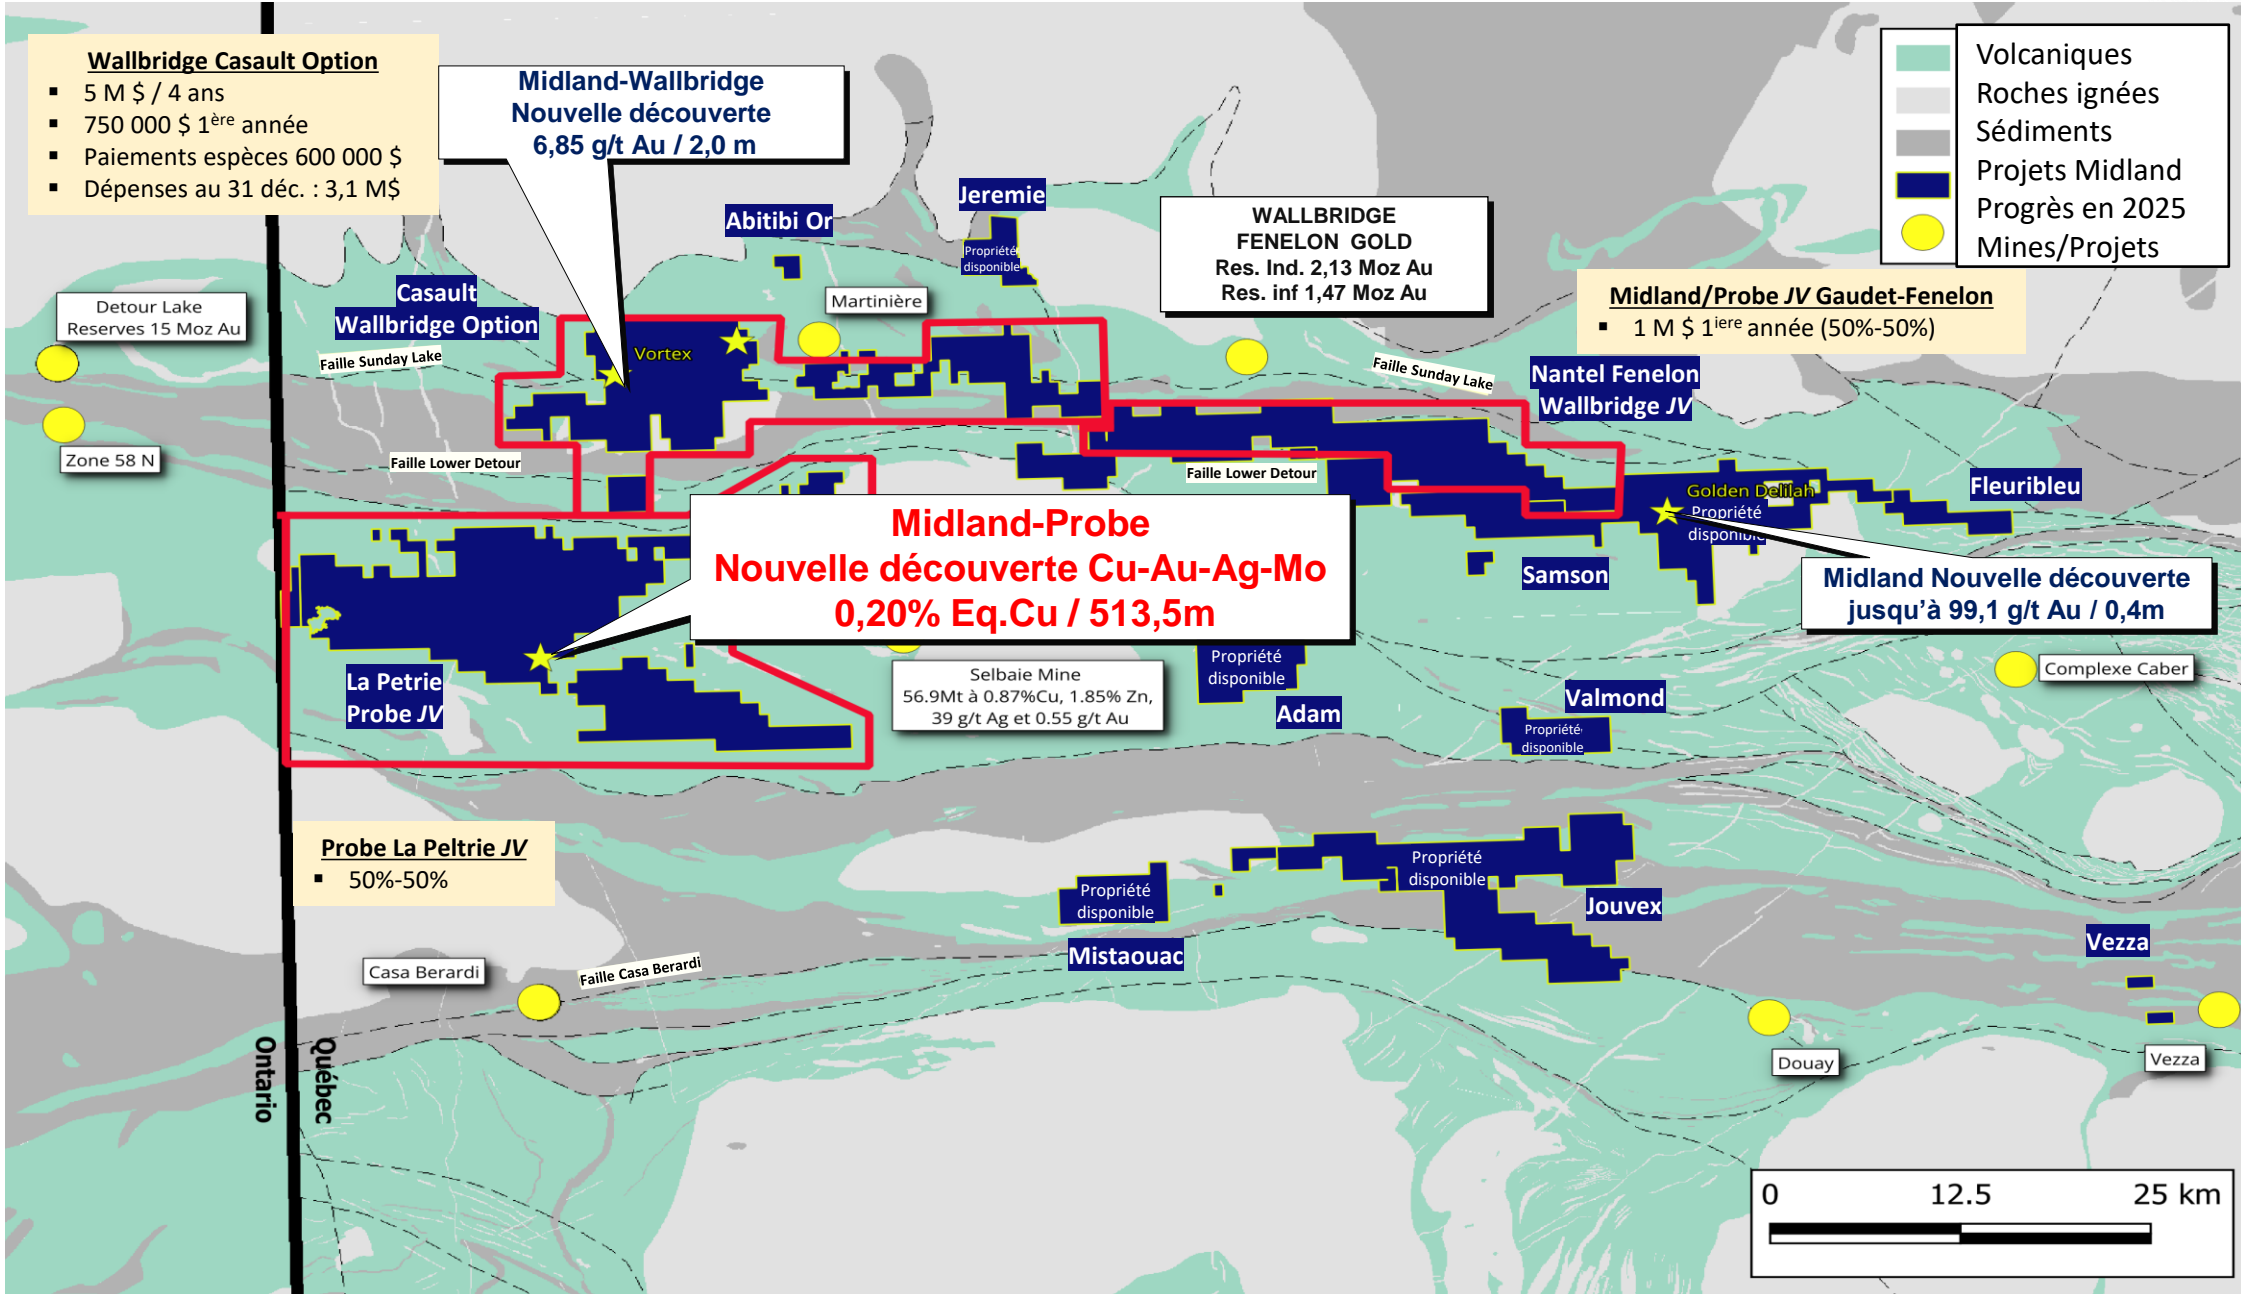 Wallbridge Casault Option
▪ 5 M $ / 4 ans
▪ 750 000 $ 1ère année
▪ Paiements espèces 600 000 $
▪ Dépenses au 31 déc. : 3,1 M$
Midland-Wallbridge
Nouvelle découverte
6,85 g/t Au / 2,0 m
Abitibi Or
Jeremie
Propriété
disponible
WALLBRIDGE
FENELON GOLD
Res. Ind. 2,13 Moz Au
Res. inf 1,47 Moz Au
Volcaniques
Roches ignées
Sédiments
Projets Midland
Progrès en 2025
Mines/Projets
Midland/Probe JV Gaudet-Fenelon
▪ 1 M $ 1iere année (50%-50%)
Detour Lake
Reserves 15 Moz Au
Casault
Wallbridge Option
Martinière
Faille Sunday Lake
Vortex
Faille Sunday Lake
Nantel Fenelon
Wallbridge JV
Zone 58 N
Faille Lower Detour
Faille Lower Detour
Golden Delilah
Propriété
disponible
Fleuribleu
Midland-Probe
Nouvelle découverte Cu-Au-Ag-Mo
0,20% Eq.Cu / 513,5m
Samson
Midland Nouvelle découverte
jusqu'à 99,1 g/t Au / 0,4m
La Petrie
Probe JV
Selbaie Mine
56.9Mt à 0.87%Cu, 1.85% Zn,
39 g/t Ag et 0.55 g/t Au
Propriété
disponible
Adam
Valmond
Propriété
disponible
Complexe Caber
Probe La Peltrie JV
▪ 50%-50%
Propriété
disponible
Mistaouac
Propriété
disponible
Jouvex
Vezza
Casa Berardi
Faille Casa Berardi
Douay
Vezza
Ontario
Québec
0 12.5 25 km